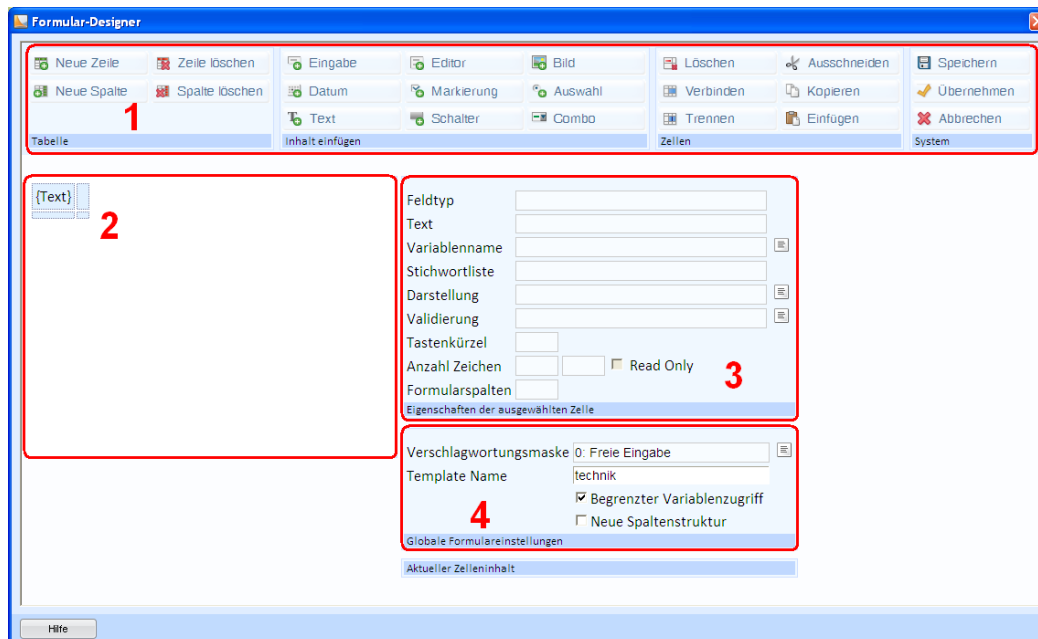 Formular-Designer
Neue Zeile Zeile löschen Eingabe Editor Bild Löschen Ausschneiden Speichern
Neue Spalte Spalte löschen Datum Markierung Auswahl Verbinden Kopieren Übernehmen
1 Text Schalter Combo Trennen Einfügen Abbrechen
Tabelle Inhalt einfügen Zellen System
{Text}
2
Feldtyp
Text
Variablenname
Stichwortliste
Darstellung
Validierung
Tastenkürzel
Anzahl Zeichen Read Only
3
Formularspalten
Eigenschaften der ausgewählten Zelle
Verschlagwortungsmaske 0: Freie Eingabe
Template Name technik
Begrenzter Variablenzugriff
4 Neue Spaltenstruktur
Globale Formulareinstellungen
Aktueller Zelleninhalt
Hilfe